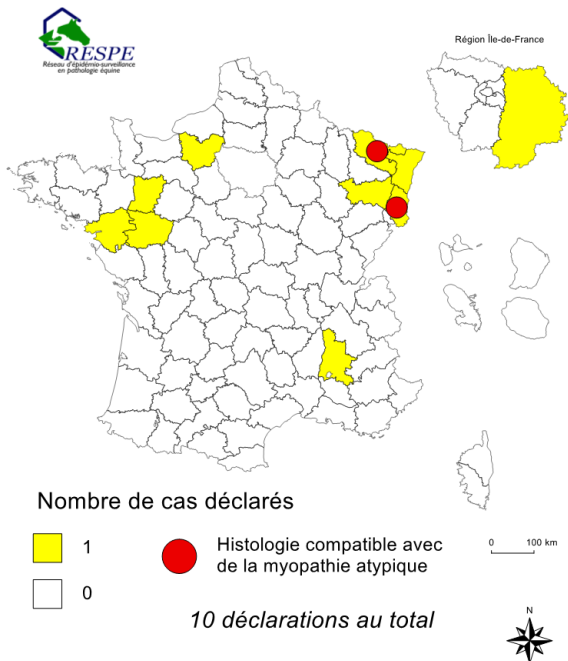 RESPE
Réseau d'épidémio-surveillance
en pathologie équine
Région Île-de-France
Nombre de cas déclarés
1
0
Histologie compatible avec
de la myopathie atypique
0 100 km
10 déclarations au total
N